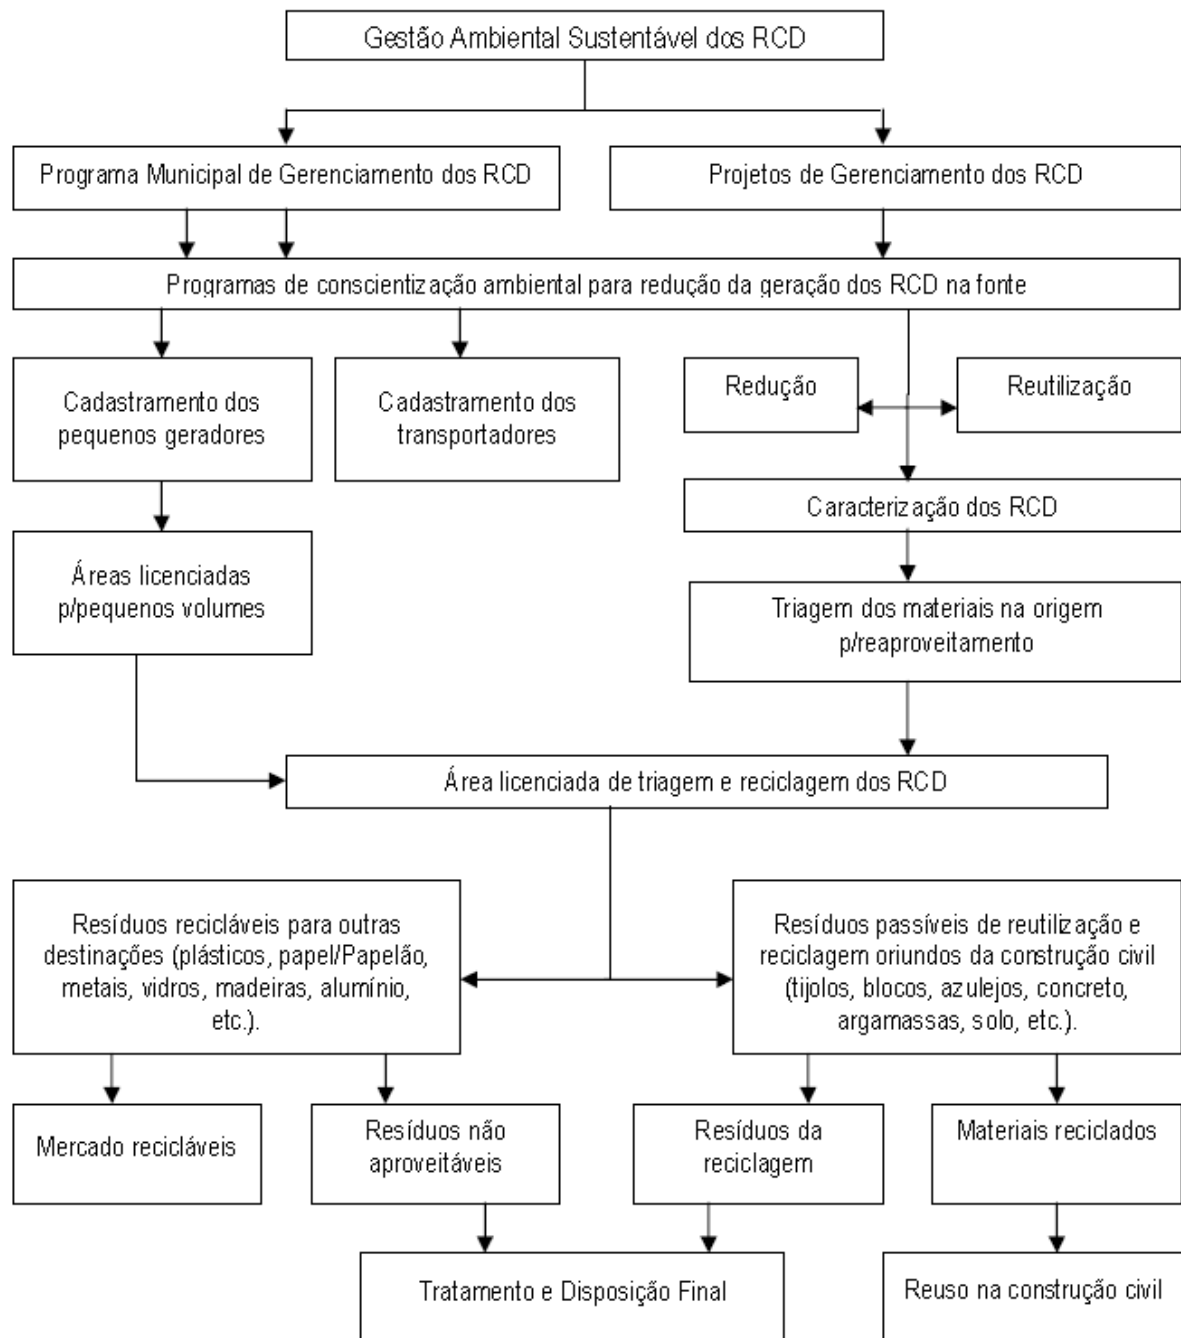 Gestão Ambiental Sustentável dos RCD
Programa Municipal de Gerenciamento dos RCD
Projetos de Gerenciamento dos RCD
Programas de conscientização ambiental para redução da geração dos RCD na fonte
Cadastramento dos
pequenos geradores
Cadastramento dos
transportadores
Redução
Reutilização
Caracterização dos RCD
Áreas licenciadas
p/pequenos volumes
Triagem dos materiais na origem
p/reaproveitamento
Área licenciada de triagem e reciclagem dos RCD
Resíduos recicláveis para outras
destinações (plásticos, papel/Papelão,
metais, vidros, madeiras, alumínio,
etc.).
Resíduos passíveis de reutilização e
reciclagem oriundos da construção civil
(tijolos, blocos, azulejos, concreto,
argamassas, solo, etc.).
Mercado recicláveis
Resíduos não
aproveitáveis
Resíduos da
reciclagem
Materiais reciclados
Tratamento e Disposição Final
Reuso na construção civil